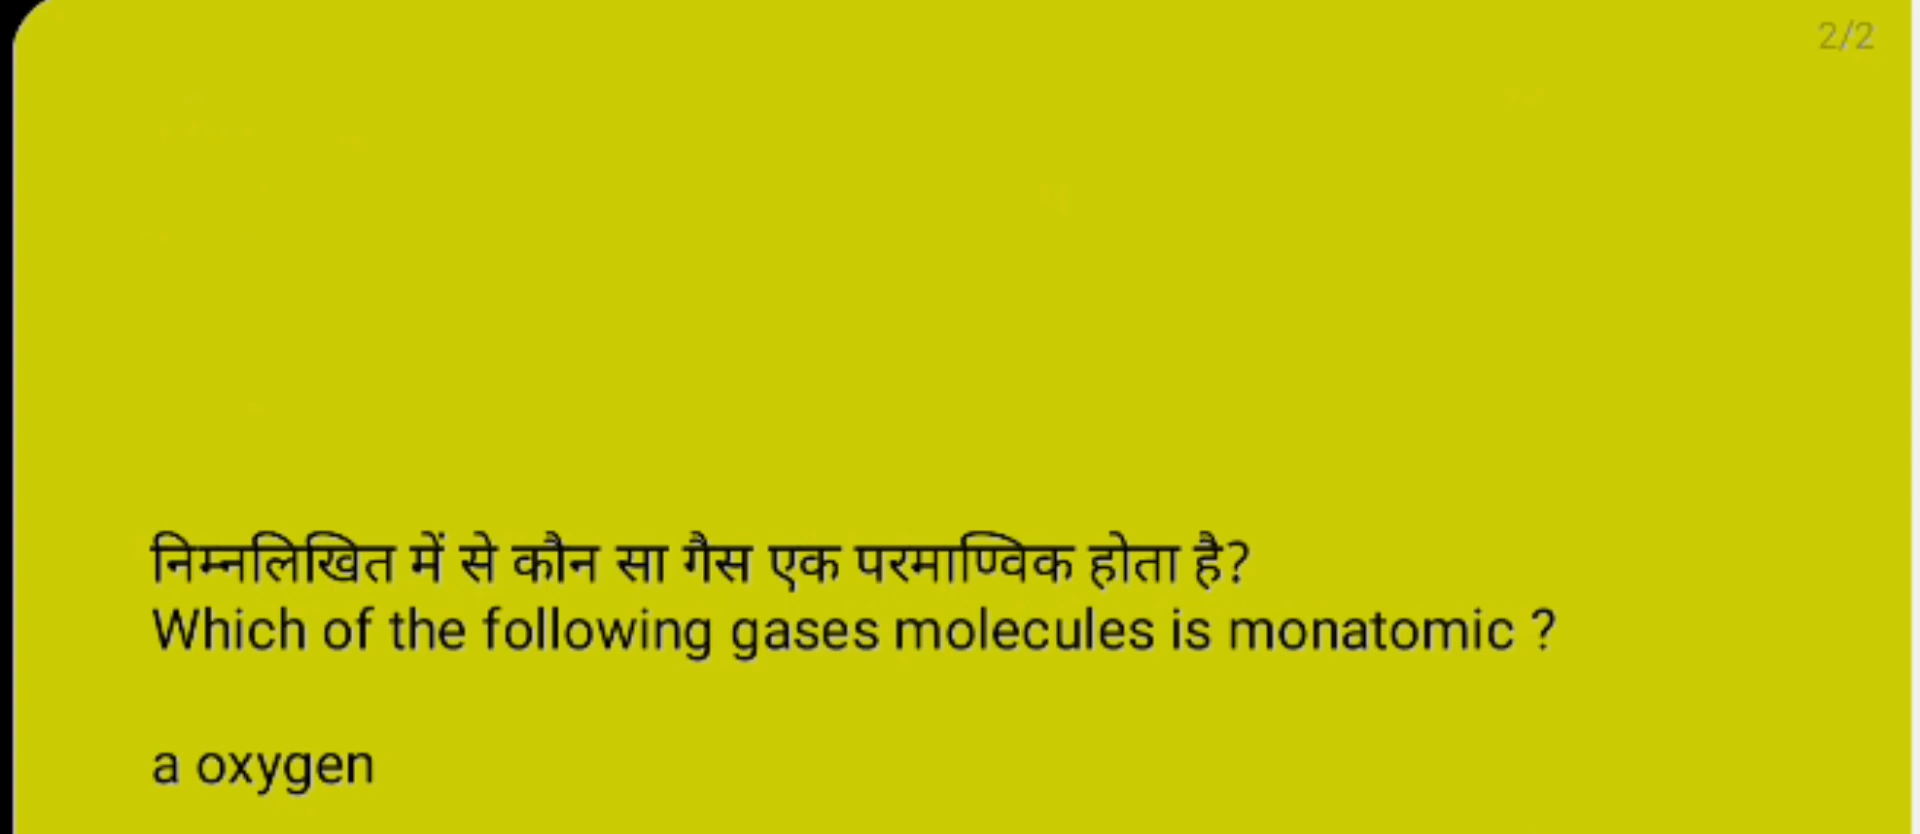 2/2
निम्नलिखित में से कौन सा गैस एक परमाण्विक होता है?
Which of the following gases molecules is monatomic ?
a oxygen